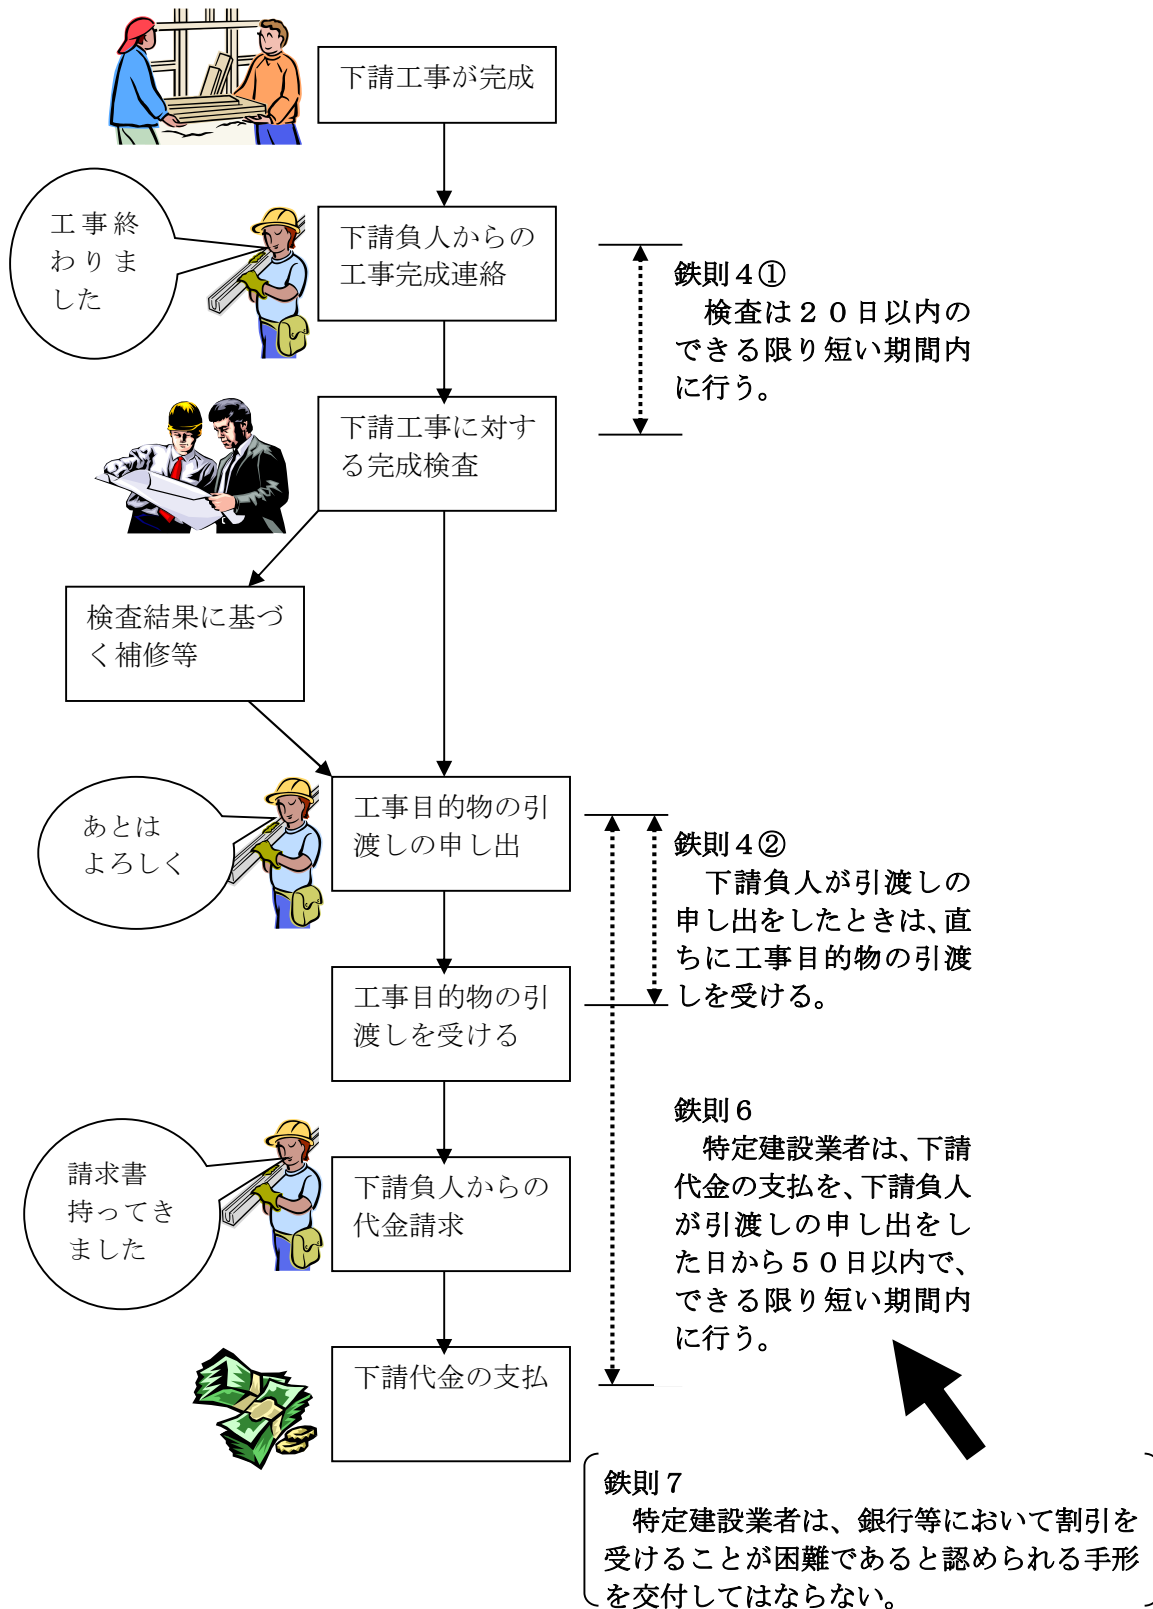 下請工事が完成
工事終
わりま
した
下請負人からの
工事完成連絡
鉄則４①
検査は２０日以内の
できる限り短い期間内
に行う。
下請工事に対す
る完成検査
検査結果に基づ
く補修等
あとは
よろしく
工事目的物の引
渡しの申し出
鉄則４②
下請負人が引渡しの
申し出をしたときは、直
ちに工事目的物の引渡
しを受ける。
工事目的物の引
渡しを受ける
請求書
持ってき
ました
下請負人からの
代金請求
鉄則６
特定建設業者は、下請
代金の支払を、下請負人
が引渡しの申し出をし
た日から５０日以内で、
できる限り短い期間内
に行う。
下請代金の支払
鉄則７
特定建設業者は、銀行等において割引を
受けることが困難であると認められる手形
を交付してはならない。